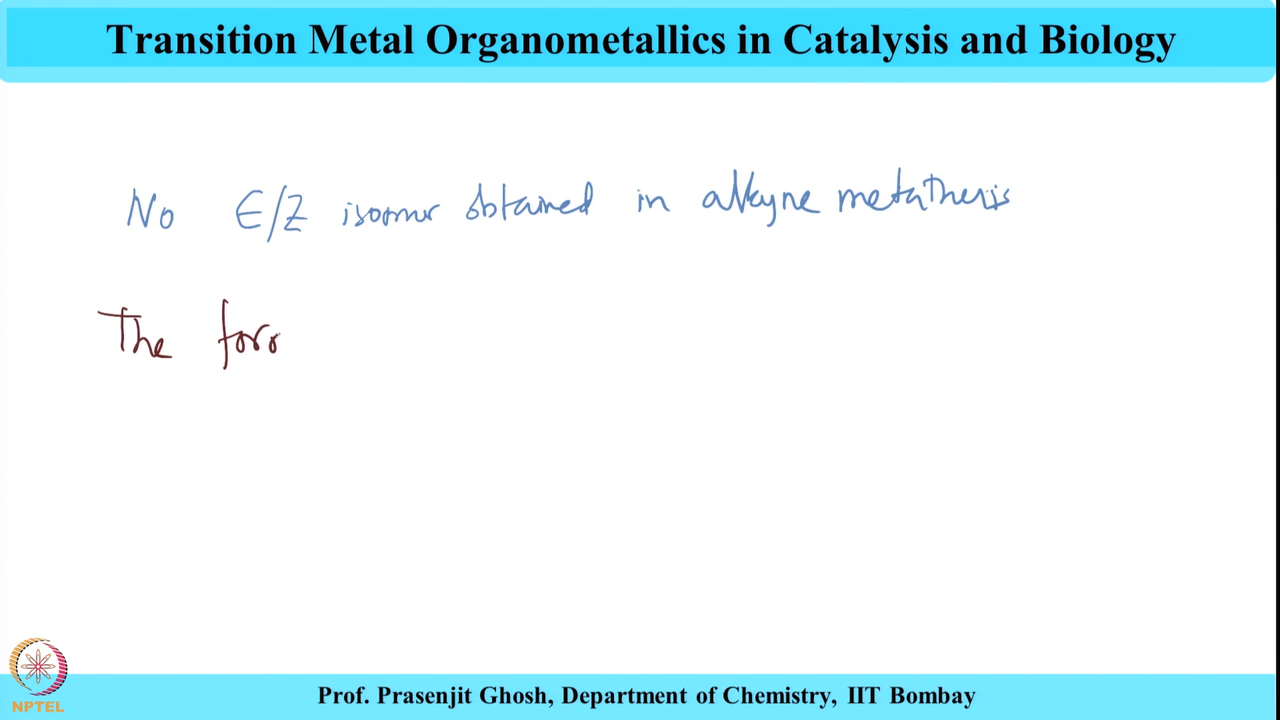 Transition Metal Organometallics in Catalysis and Biology
No E/Z isomer obtained in alkyne metathesis
The for
NPTEL
Prof. Prasenjit Ghosh, Department of Chemistry, IIT Bombay